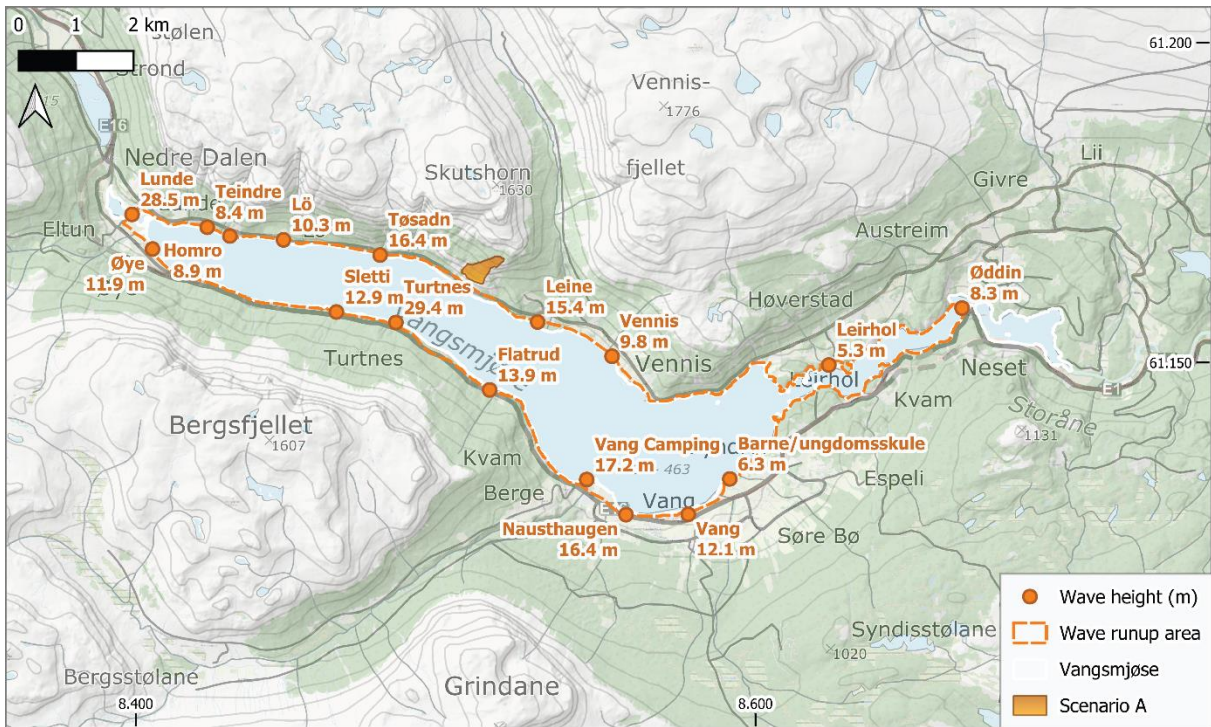 0 1 2 km
stølen
Strond
15
E16
Nedre Dalen
Lunde
28.5 m
Teindre
8.4 m
Lö
10.3 m
Tøsadn
16.4 m
Skutshorn
1630
Vennis-
1776
fjellet
61.200
Lii
Givre
Austreim
Eltun
Øye
11.9 m
Homro
8.9 m
Sletti
12.9 m
Turtnes
29.4 m
Leine
15.4 m
Vennis
9.8 m
Vennis
Høverstad
Øddin
8.3 m
Leirhol
5.3 m
Leirhol
61.150
Neset
E1
Kvam
Storåne
1131
Turtnes
Flatrud
13.9 m
Bergsfjellet
1607
Kvam
Berge
Vang Camping
17.2 m
463
Barne/ungdomsskule
6.3 m
Espeli
Vang
Nausthaugen
16.4 m
Vang
12.1 m
Søre Bø
Syndisstølane
1020
Bergsstølane
Grindane
8.400
8.600
Wave height (m)
Wave runup area
Vangsmjøse
Scenario A